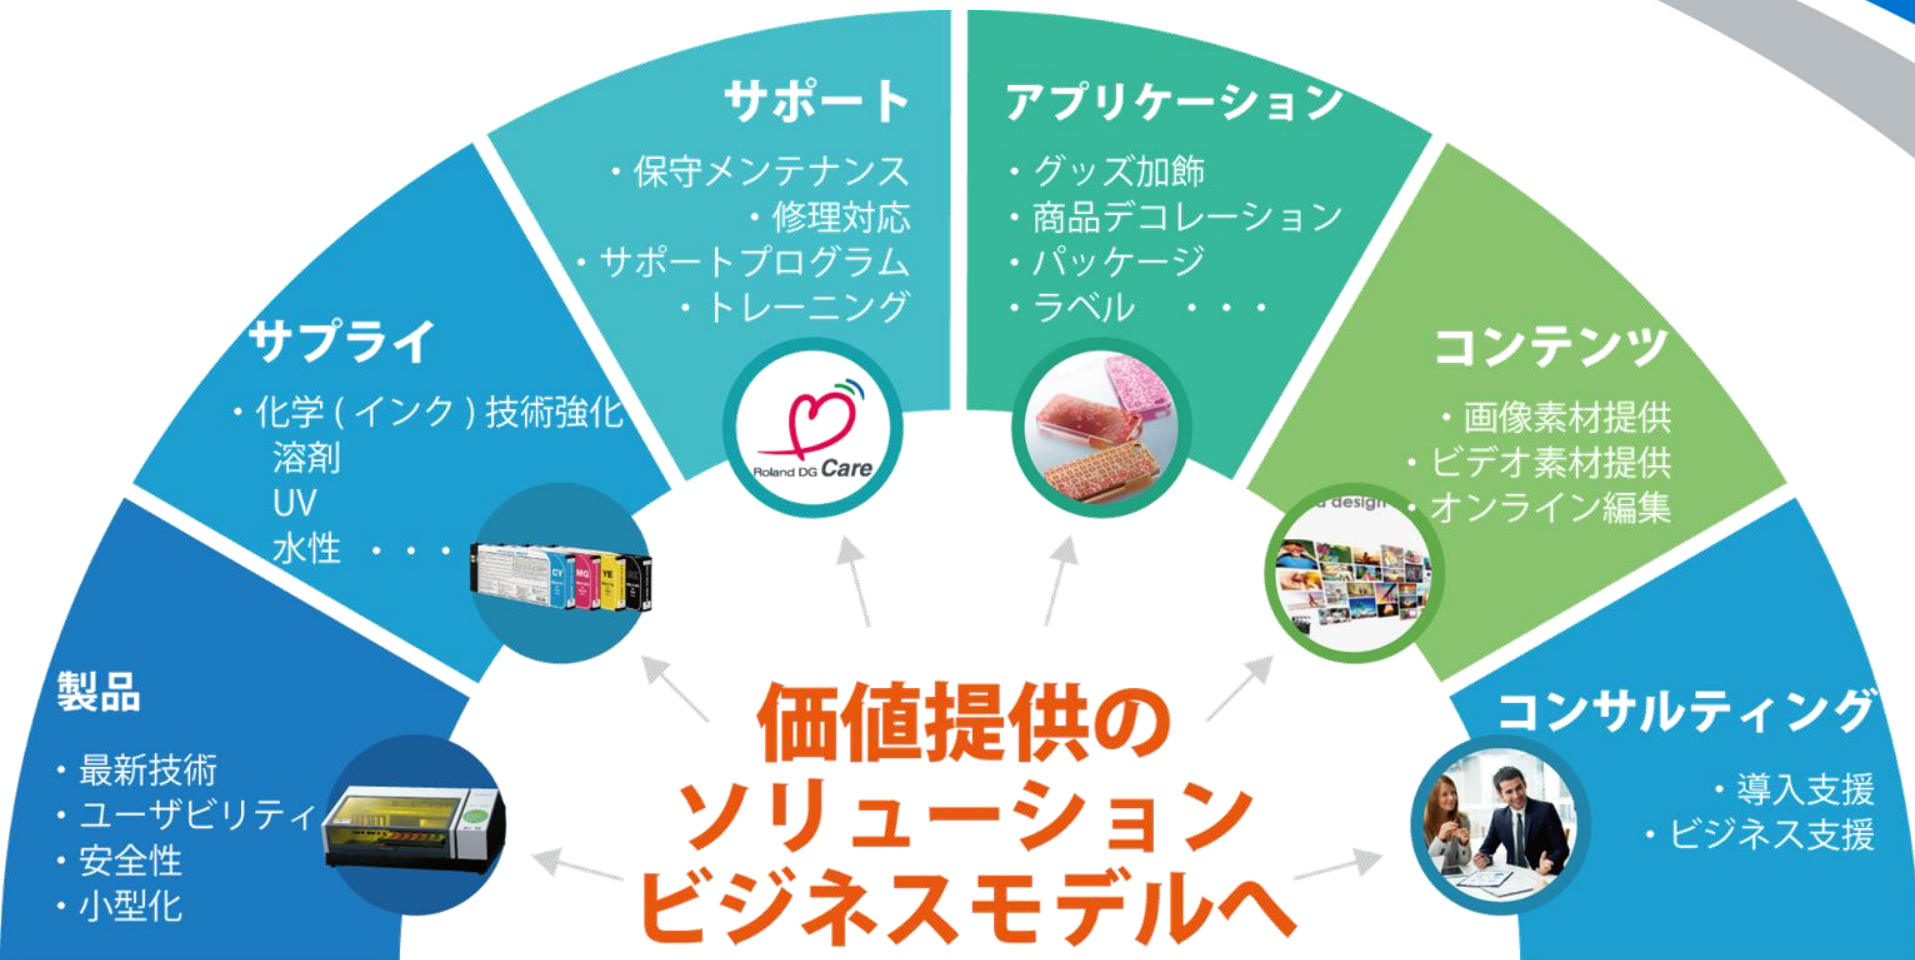 製品
・最新技術
・ユーザビリティ
・安全性
・小型化
サプライ
・化学(インク)技術強化
溶剤
UV
水性 ・・・
CY
MG
YE
サポート
・保守メンテナンス
・修理対応
・サポートプログラム
・トレーニング
Roland DG Care
アプリケーション
・グッズ加飾
・商品デコレーション
・パッケージ
・ラベル ・・・
コンテンツ
・画像素材提供
・ビデオ素材提供
・オンライン編集
design
コンサルティング
・導入支援
・ビジネス支援
価値提供の
ソリューション
ビジネスモデルへ